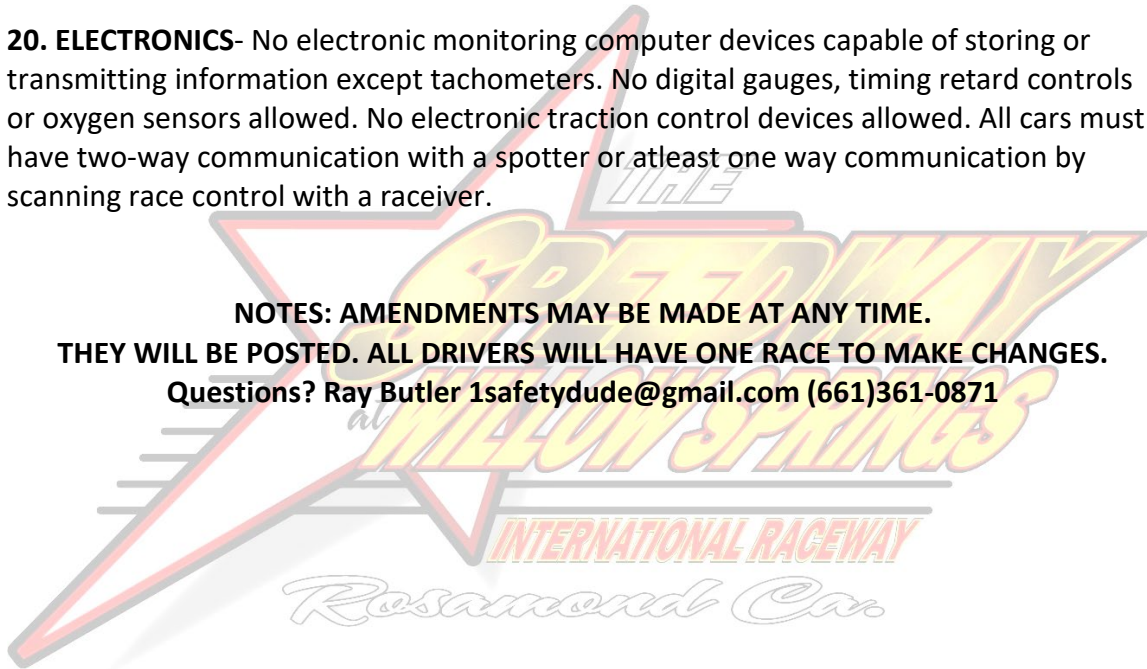 20. ELECTRONICS- No electronic monitoring computer devices capable of storing or
transmitting information except tachometers. No digital gauges, timing retard controls
or oxygen sensors allowed. No electronic traction control devices allowed. All cars must
have two-way communication with a spotter or atleast one way communication by
scanning race control with a raceiver.
THE
SPEEDWAY
NOTES: AMENDMENTS MAY BE MADE AT ANY TIME.
THEY WILL BE POSTED. ALL DRIVERS WILL HAVE ONE RACE TO MAKE CHANGES.
Questions? Ray Butler 1safetydude@gmail.com (661)361-0871
at
WILLOW SPRINGS
INTERNATIONAL RACEWAY
Rosamond Ca.